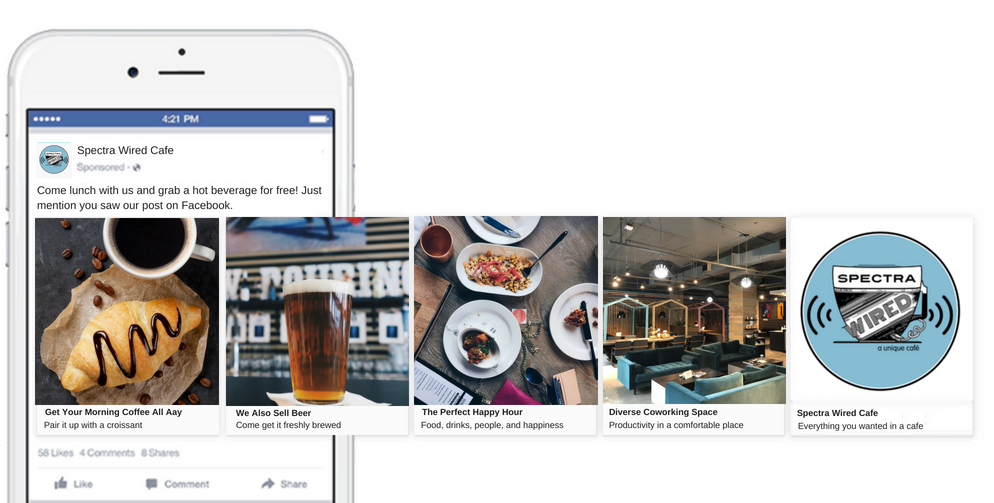 4:21 PM
Spectra Wired Cafe
Sponsored ·
Come lunch with us and grab a hot beverage for free! Just
mention you saw our post on Facebook.
Get Your Morning Coffee All Aay
Pair it up with a croissant
We Also Sell Beer
Come get it freshly brewed
The Perfect Happy Hour
Food, drinks, people, and happiness
Diverse Coworking Space
Productivity in a comfortable place
SPECTRA
WIRED
a unique café
Spectra Wired Cafe
Everything you wanted in a cafe
58 Likes 4 Comments 8 Shares
Like Comment Share